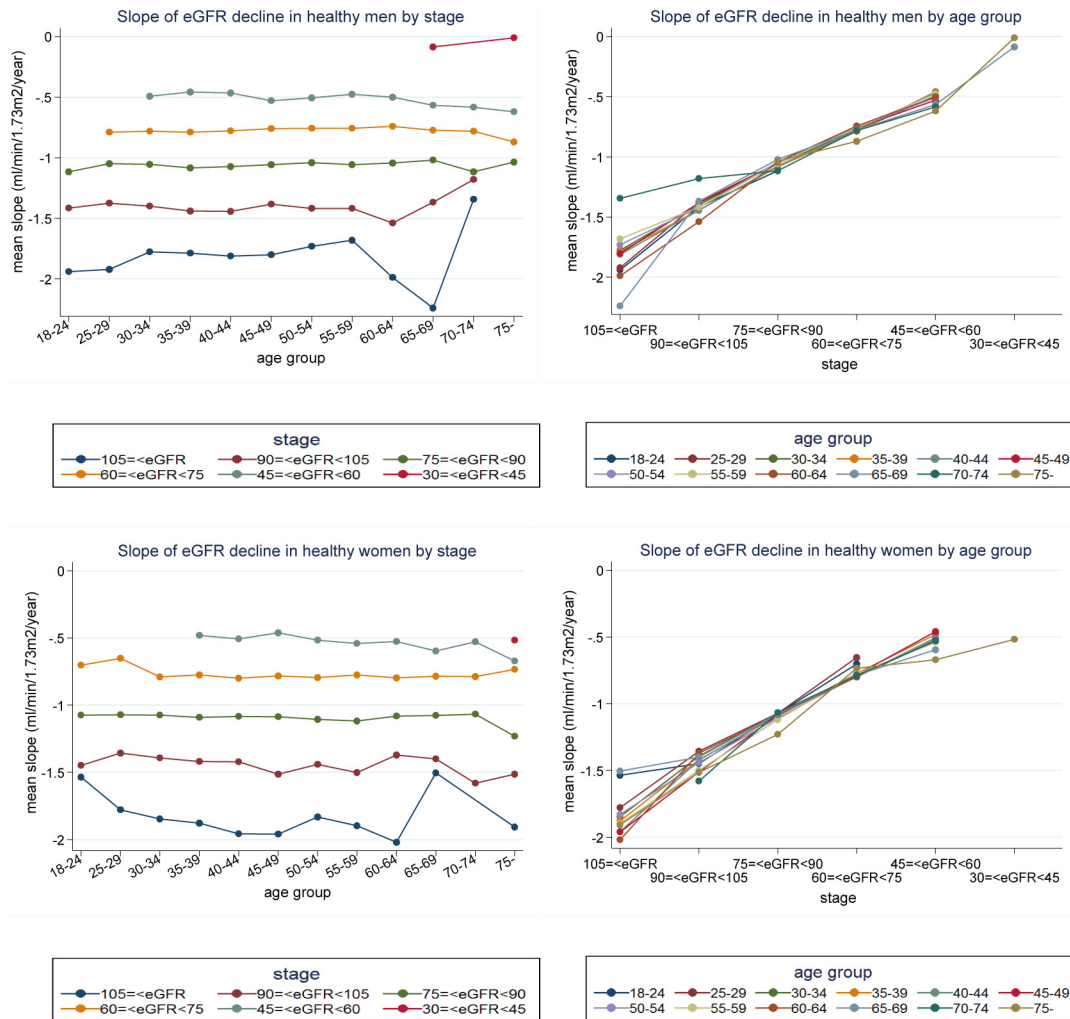 Slope of eGFR decline in healthy men by stage
mean slope (ml/min/1.73m2/year)
0
-.5
-1
-1.5
-2
18-24
25-29
30-34
35-39
40-44
45-49
50-54
55-59
60-64
65-69
70-74
75-
age group
stage
105=<eGFR
90=<eGFR<105
75=<eGFR<90
60=<eGFR<75
45=<eGFR<60
30=<eGFR<45
Slope of eGFR decline in healthy men by age group
mean slope (ml/min/1.73m2/year)
0
-.5
-1
-1.5
-2
105=<eGFR
90=<eGFR<105
75=<eGFR<90
60=<eGFR<75
45=<eGFR<60
30=<eGFR<45
stage
age group
18-24
25-29
30-34
35-39
40-44
45-49
50-54
55-59
60-64
65-69
70-74
75-
Slope of eGFR decline in healthy women by stage
mean slope (ml/min/1.73m2/year)
0
-.5
-1
-1.5
-2
18-24
25-29
30-34
35-39
40-44
45-49
50-54
55-59
60-64
65-69
70-74
75-
age group
stage
105=<eGFR
90=<eGFR<105
75=<eGFR<90
60=<eGFR<75
45=<eGFR<60
30=<eGFR<45
Slope of eGFR decline in healthy women by age group
mean slope (ml/min/1.73m2/year)
0
-.5
-1
-1.5
-2
105=<eGFR
90=<eGFR<105
75=<eGFR<90
60=<eGFR<75
45=<eGFR<60
30=<eGFR<45
stage
age group
18-24
25-29
30-34
35-39
40-44
45-49
50-54
55-59
60-64
65-69
70-74
75-